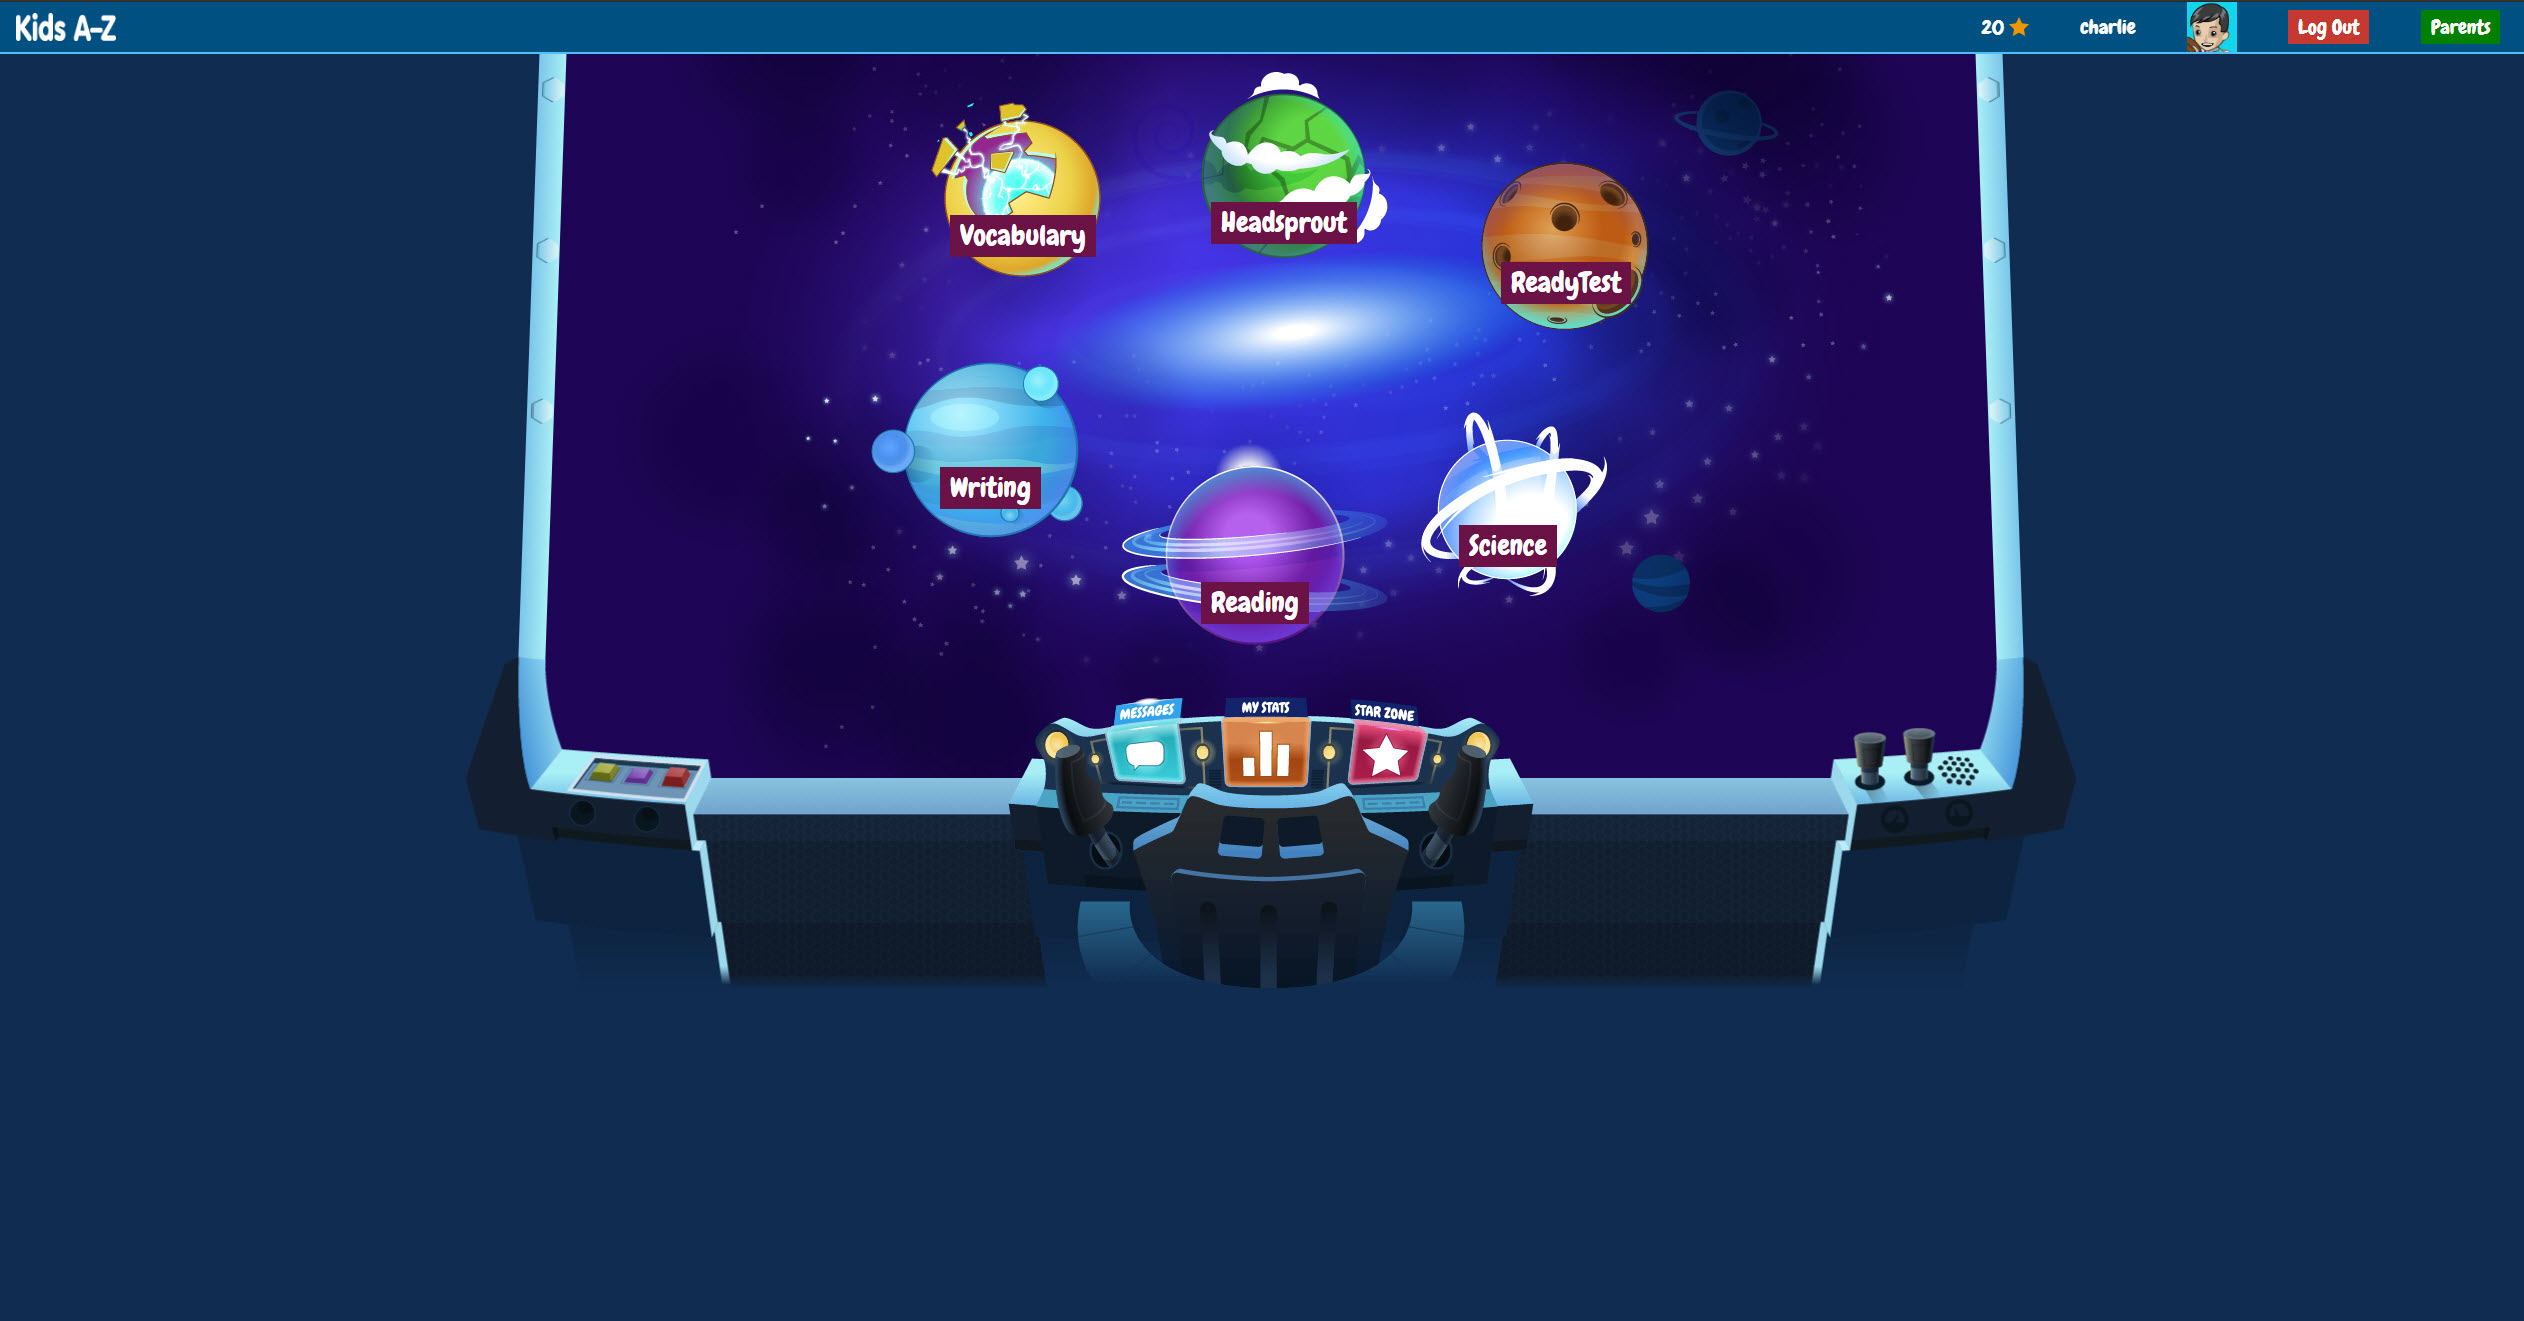 Kids A-Z
20
charlie
Log Out
Parents
Vocabulary
Headsprout
ReadyTest
Writing
Science
Reading
MESSAGES
MY STATS
STAR ZONE